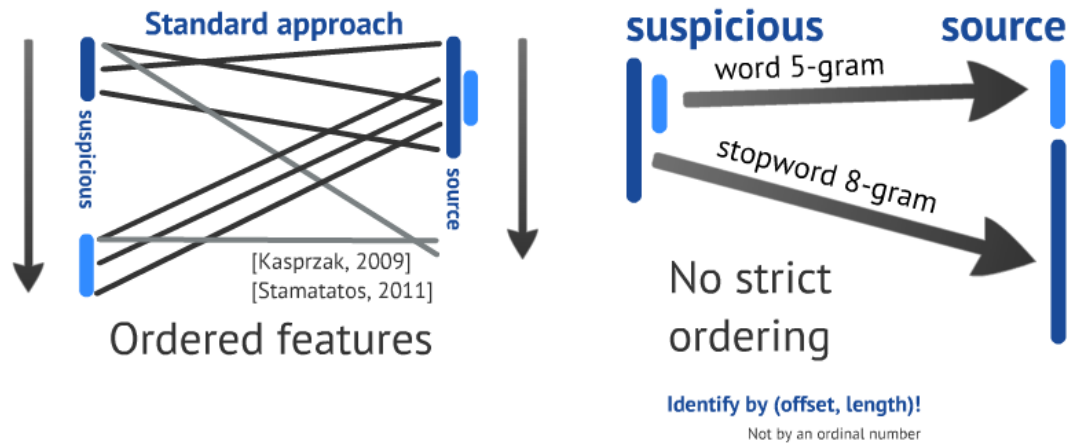 Standard approach
suspicious
source
[Kasprzak, 2009]
[Stamatatos, 2011]
Ordered features
suspicious
source
word 5-gram
stopword 8-gram
No strict
ordering
Identify by (offset, length)!
Not by an ordinal number